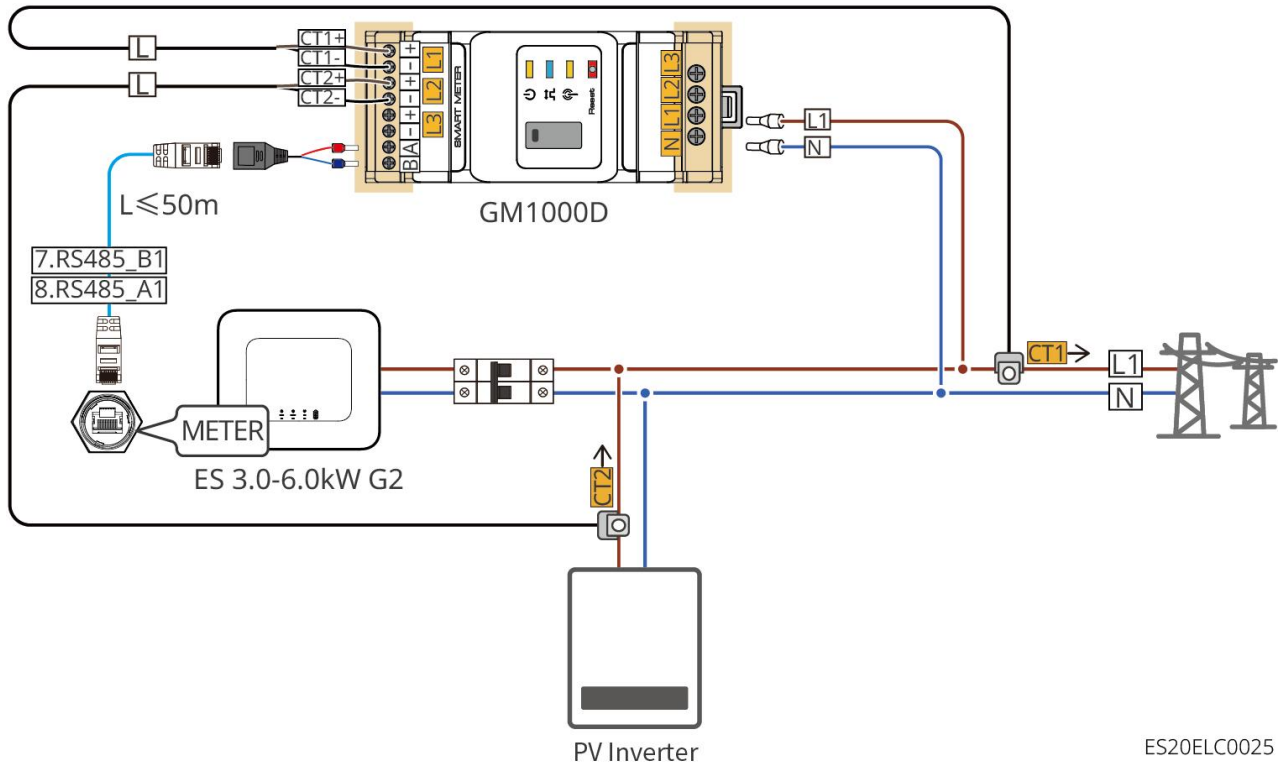 CT1+
CT1-
CT2+
CT2-
L
L
+
-
+
-
+
-
A
B
L1
L2
L3
SMART METER
Reset
L3
L2
L1
N
L1
N
GM1000D
L≤50m
7.RS485_B1
8.RS485_A1
METER
ES 3.0-6.0kW G2
CT1
L1
N
CT2
PV Inverter
ES20ELC0025